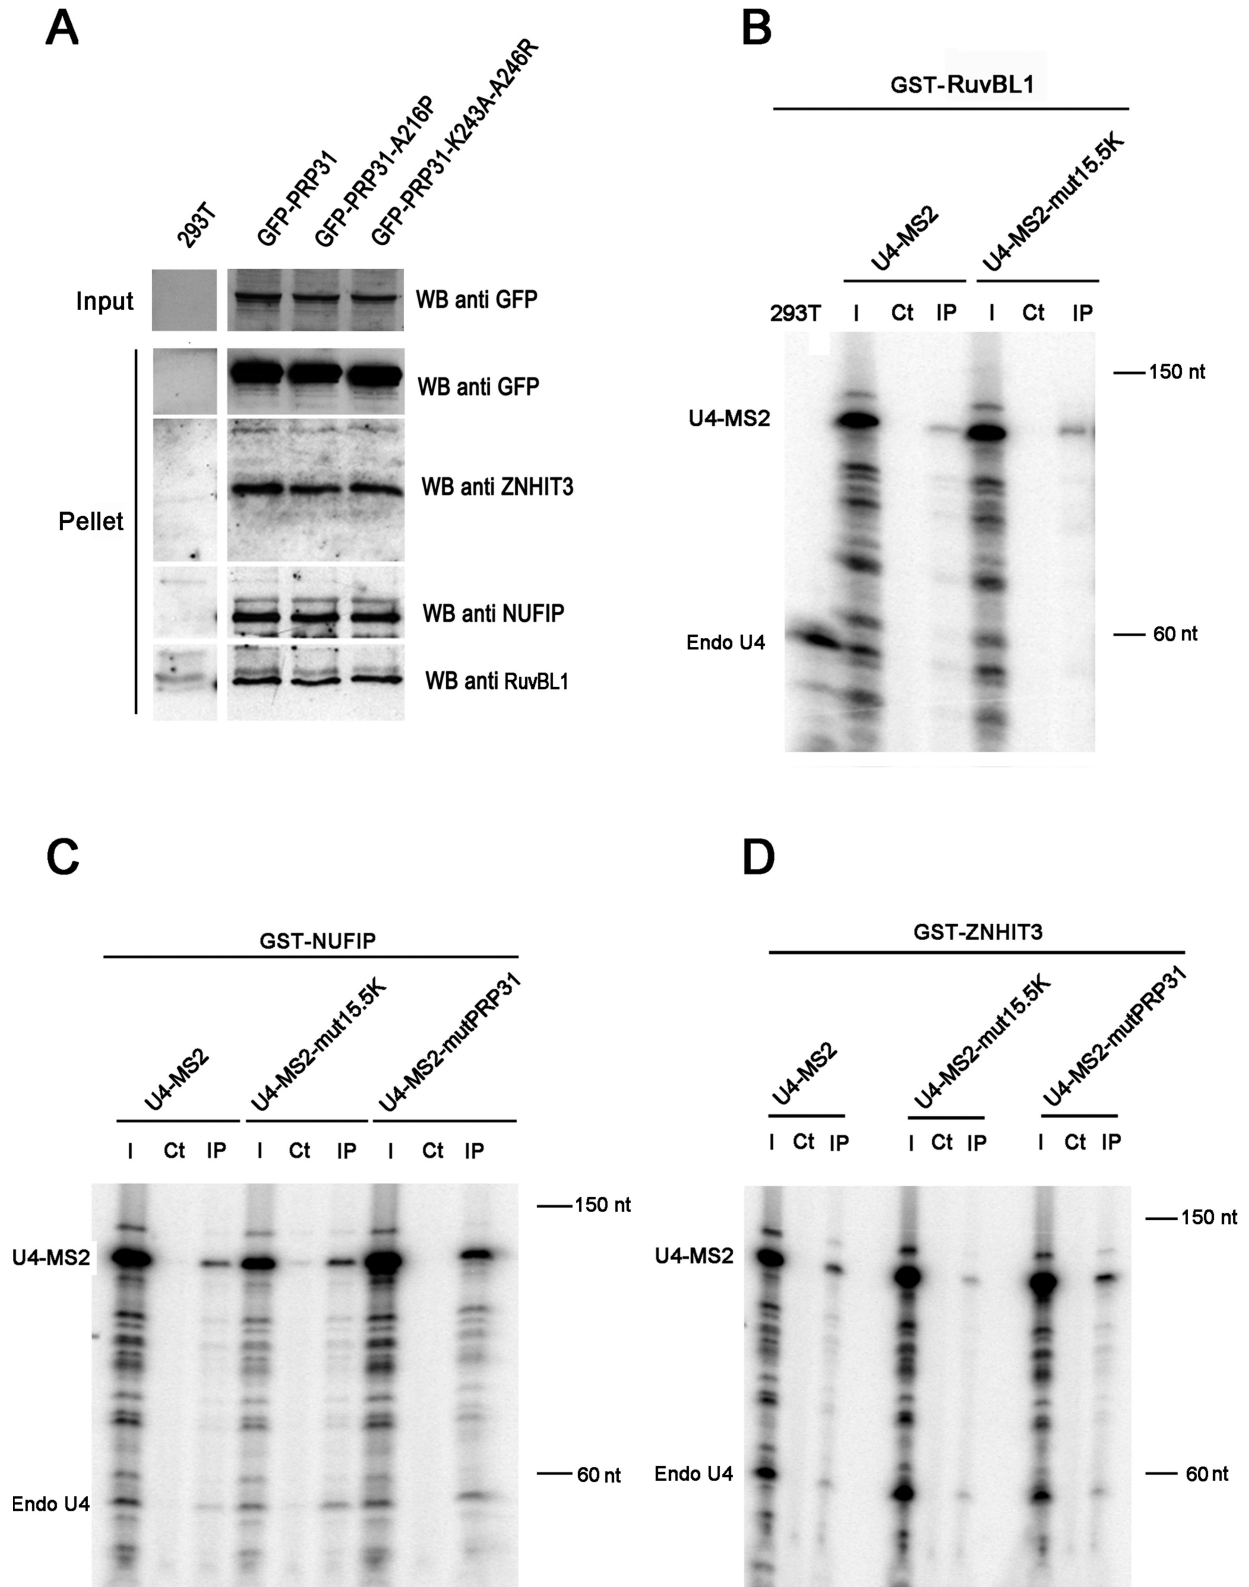 A
293T
GFP-PRP31
GFP-PRP31-A216P
GFP-PRP31-K243A-A246R
Input
WB anti GFP
Pellet
WB anti GFP
WB anti ZNHIT3
WB anti NUFIP
WB anti RuvBL1
B
GST-RuvBL1
U4-MS2
U4-MS2-mut15.5K
293T I Ct IP I Ct IP
150 nt
U4-MS2
60 nt
Endo U4
C
GST-NUFIP
U4-MS2
U4-MS2-mut15.5K
U4-MS2-mutPRP31
I Ct IP I Ct IP I Ct IP
150 nt
U4-MS2
60 nt
Endo U4
D
GST-ZNHIT3
U4-MS2
U4-MS2-mut15.5K
U4-MS2-mutPRP31
I Ct IP I Ct IP I Ct IP
150 nt
U4-MS2
60 nt
Endo U4